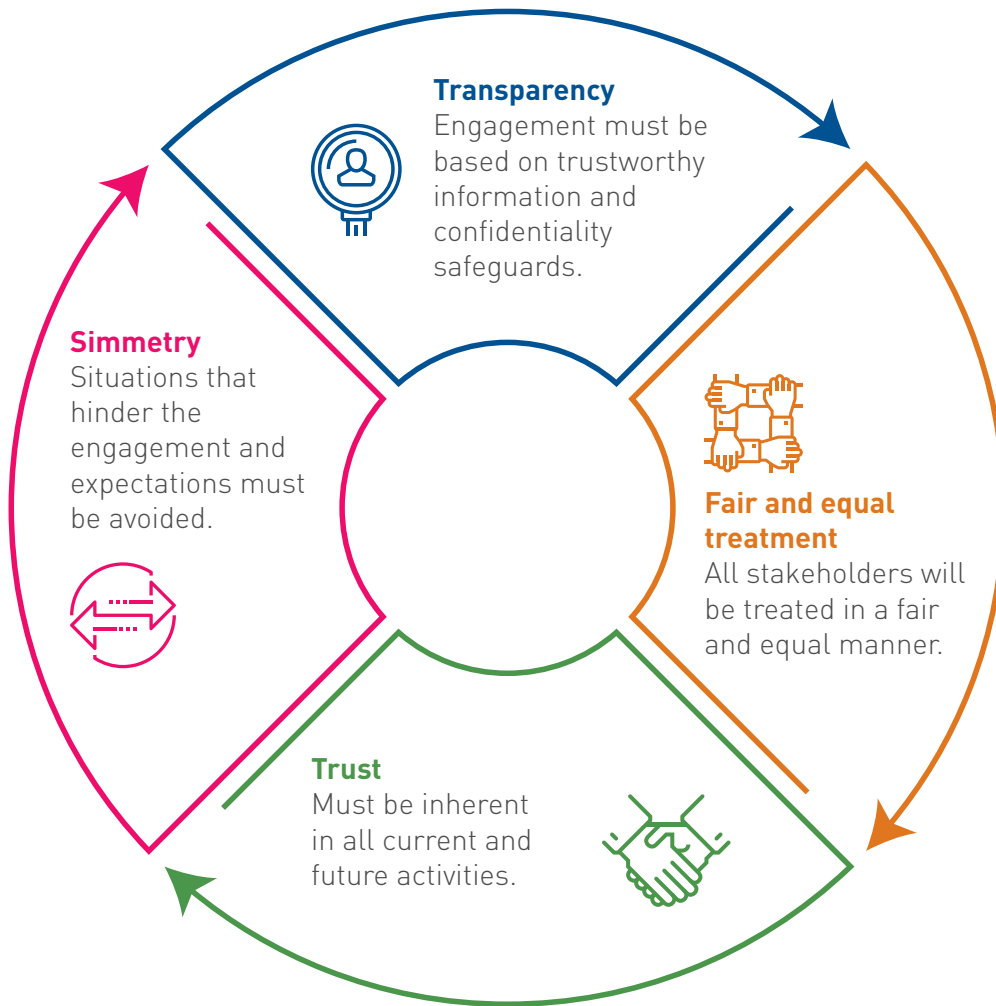 Transparency
Engagement must be
based on trustworthy
information and
confidentiality
safeguards.
Fair and equal
treatment
All stakeholders will
be treated in a fair
and equal manner.
Trust
Must be inherent
in all current and
future activities.
Simmetry
Situations that
hinder the
engagement and
expectations must
be avoided.